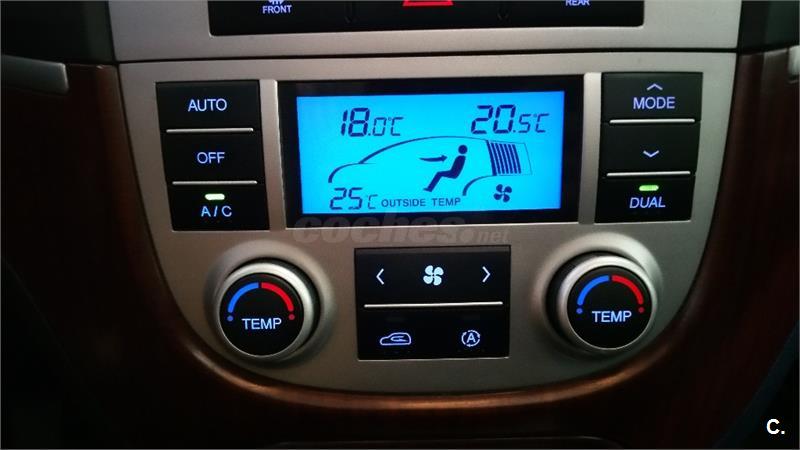 FRONT
REAR
AUTO
OFF
A/C
18.0°C
20.5°C
25°C OUTSIDE TEMP
MODE
DUAL
coches.net
TEMP
TEMP
A
C.